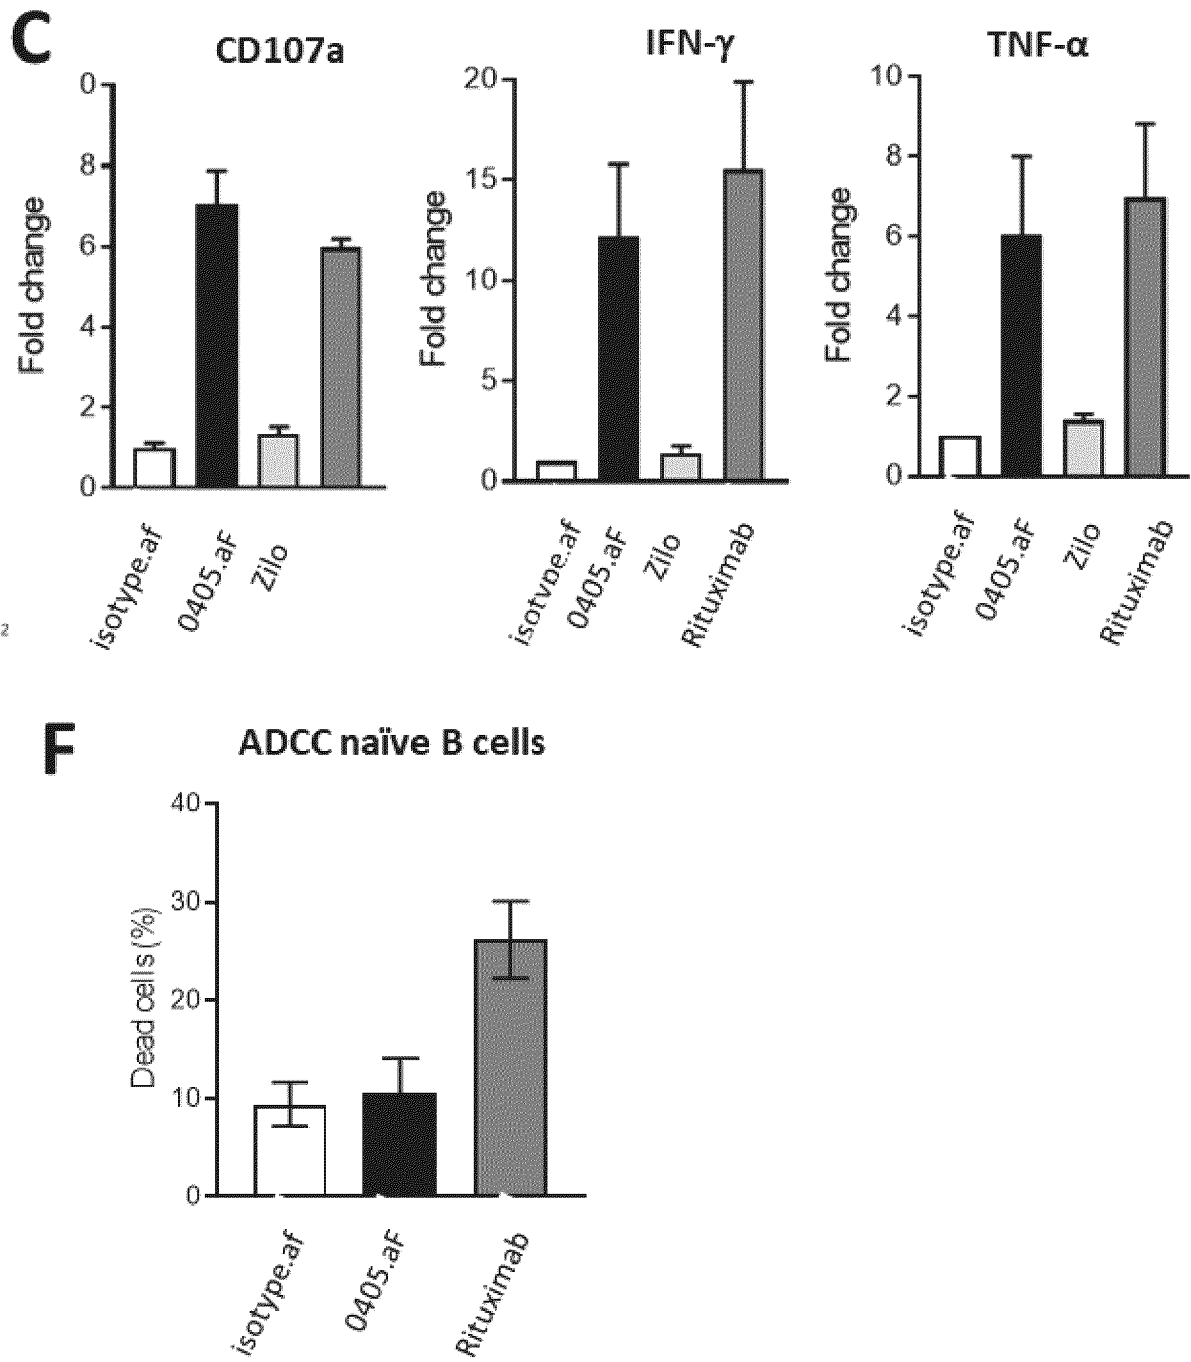 C
CD107a
IFN-γ
TNF-α
0
8
6
4
2
0
Fold change
isotype.af
0405.aF
Zilo
20
15
10
5
0
Fold change
isotvpe.af
0405.aF
Zilo
Rituximab
10
8
6
4
2
0
Fold change
isotype.af
0405.aF
Zilo
Rituximab
2
F
ADCC naïve B cells
40
30
20
10
0
Dead cells (%)
isotype.af
0405.aF
Rituximab